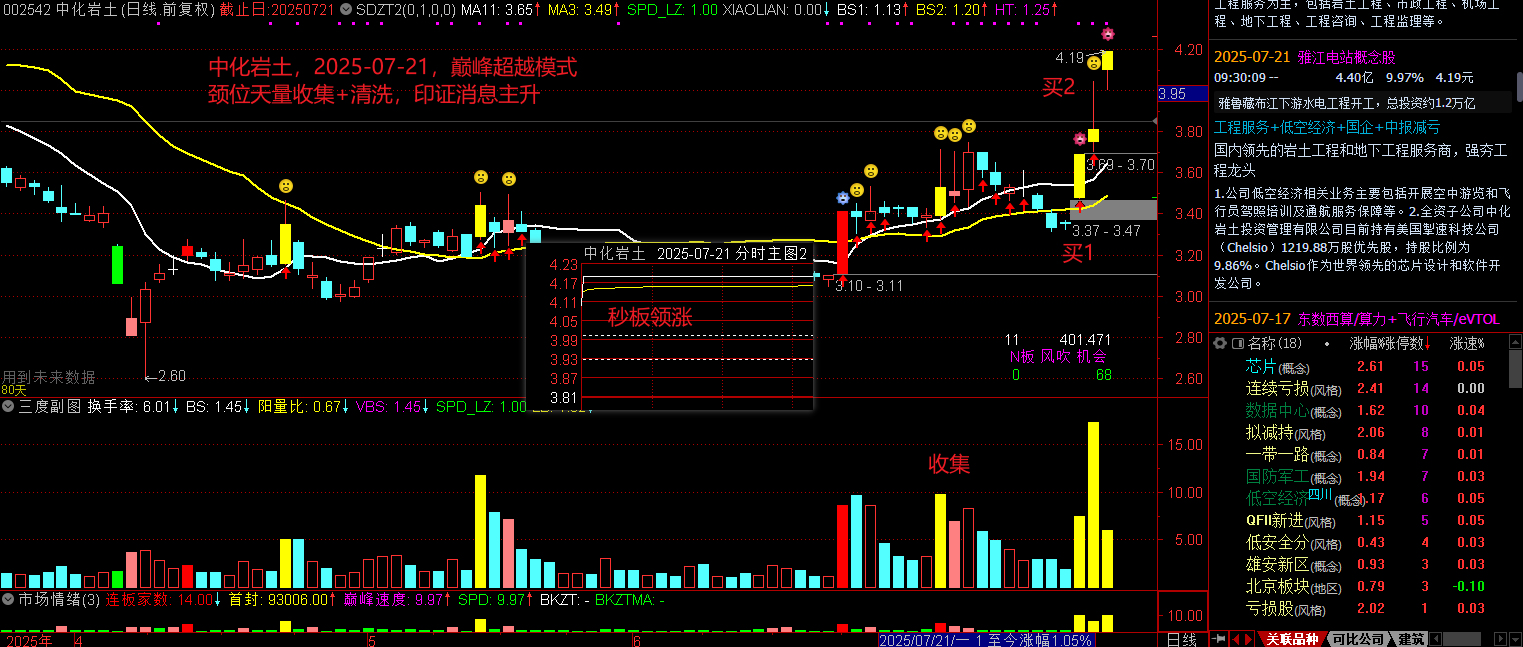 002542 中化岩土(日线 前复权) 截止日:20250721 SDZT2(0,1,0,0) MA11: 3.65↑ MA3: 3.49↑ SPD_LZ: 1.00 XIAOLIAN: 0.00↓ BS1: 1.13↑ BS2: 1.20↑ HT: 1.25↑
中化岩土，2025-07-21，巅峰超越模式
颈位天量收集+清洗，印证消息主升
4.19
买2
3.69 - 3.70
3.37 - 3.47
买1
3.10 - 3.11
←2.60
4.20
3.95
3.80
3.60
3.40
3.20
3.00
2.80
2.60
中化岩土 2025-07-21 分时主图2
4.23
4.17
4.11
4.05
3.99
3.93
3.87
3.81
秒板领涨
11 401.471
N板 风吹 机会
0 68
用到未来数据
80天
三度副图 换手率: 6.01↓ BS: 1.45↓ 阳量比: 0.67↓ VBS: 1.45↓ SPD_LZ: 1.00
收集
15.00
10.00
5.00
市场情绪(3) 连板家数: 14.00↓ 首封: 93006.00↑ 巅峰速度: 9.97↑ SPD: 9.97↑ BKZT: - BKZTMA: -
10.00
2025年 4 5 6 2025/07/21/一 1 至今涨幅1.05% 日线
工程服务为主，包括岩土工程、市政工程、机场工
程、地下工程、工程咨询、工程监理等。
2025-07-21 雅江电站概念股
09:30:09 -- 4.40亿 9.97% 4.19元
雅鲁藏布江下游水电工程开工，总投资约1.2万亿
工程服务+低空经济+国企+中报减亏
国内领先的岩土工程和地下工程服务商，强夯工
程龙头
1.公司低空经济相关业务主要包括开展空中游览和飞
行员驾照培训及通航服务保障等。2.全资子公司中化
岩土投资管理有限公司目前持有美国犁速科技公司
（Chelsio）1219.88万股优先股，持股比例为
9.86%。Chelsio作为世界领先的芯片设计和软件开
发公司。
2025-07-17 东数西算/算力+飞行汽车/eVTOL
名称(18) 涨幅%涨停数↓ 涨速%
芯片(概念) 2.61 15 0.05
连续亏损(风格) 2.41 14 0.00
数据中心(概念) 1.62 10 0.04
拟减持(风格) 2.06 8 0.01
一带一路(概念) 0.84 7 0.01
国防军工(概念) 1.94 7 0.03
低空经济四川(概念) 1.17 6 0.05
QFII新进(风格) 1.15 5 0.05
低安全分(风格) 0.43 4 0.03
雄安新区(概念) 0.93 3 0.03
北京板块(地区) 0.79 3 -0.10
亏损股(风格) 2.02 1 0.03
关联品种 可比公司 建筑